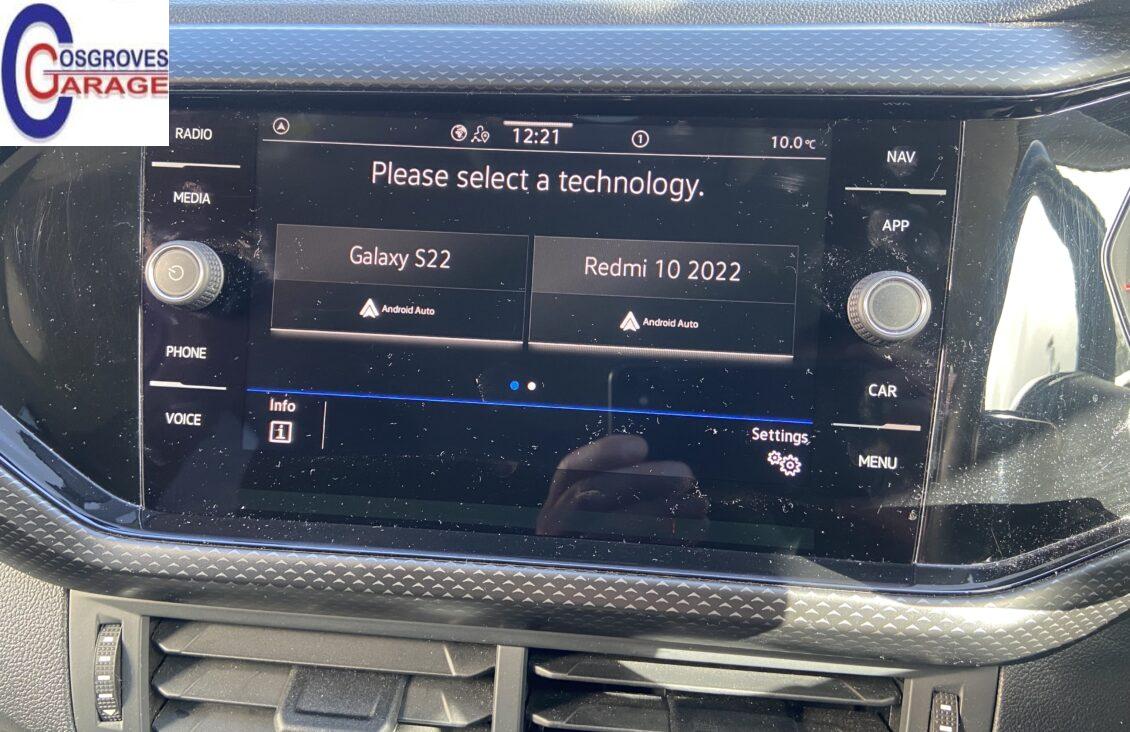 COSGROVES
GARAGE
RADIO
MEDIA
PHONE
VOICE
12:21
1
10.0°C
Please select a technology.
Galaxy S22
Android Auto
Redmi 10 2022
Android Auto
Info
i
Settings
NAV
APP
CAR
MENU